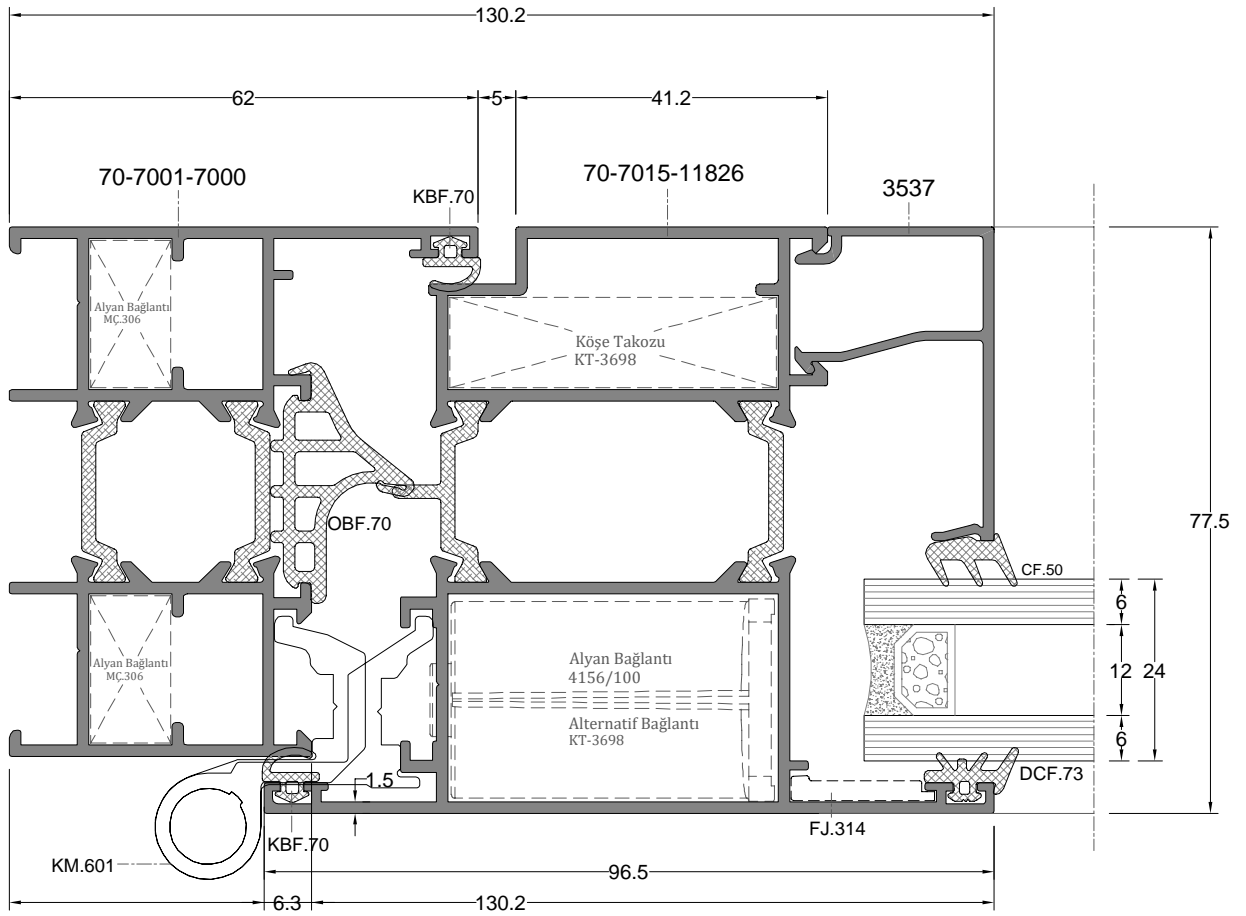 130.2
62
5
41.2
70-7001-7000
70-7015-11826
3537
KBF.70
Alyan Bağlantı
MÇ.306
Köşe Takozu
KT-3698
OBF.70
77.5
CF.50
6
12
24
6
Alyan Bağlantı
MÇ.306
Alyan Bağlantı
4156/100
Alternatif Bağlantı
KT-3698
DCF.73
1.5
FJ.314
KBF.70
KM.601
96.5
6.3
130.2